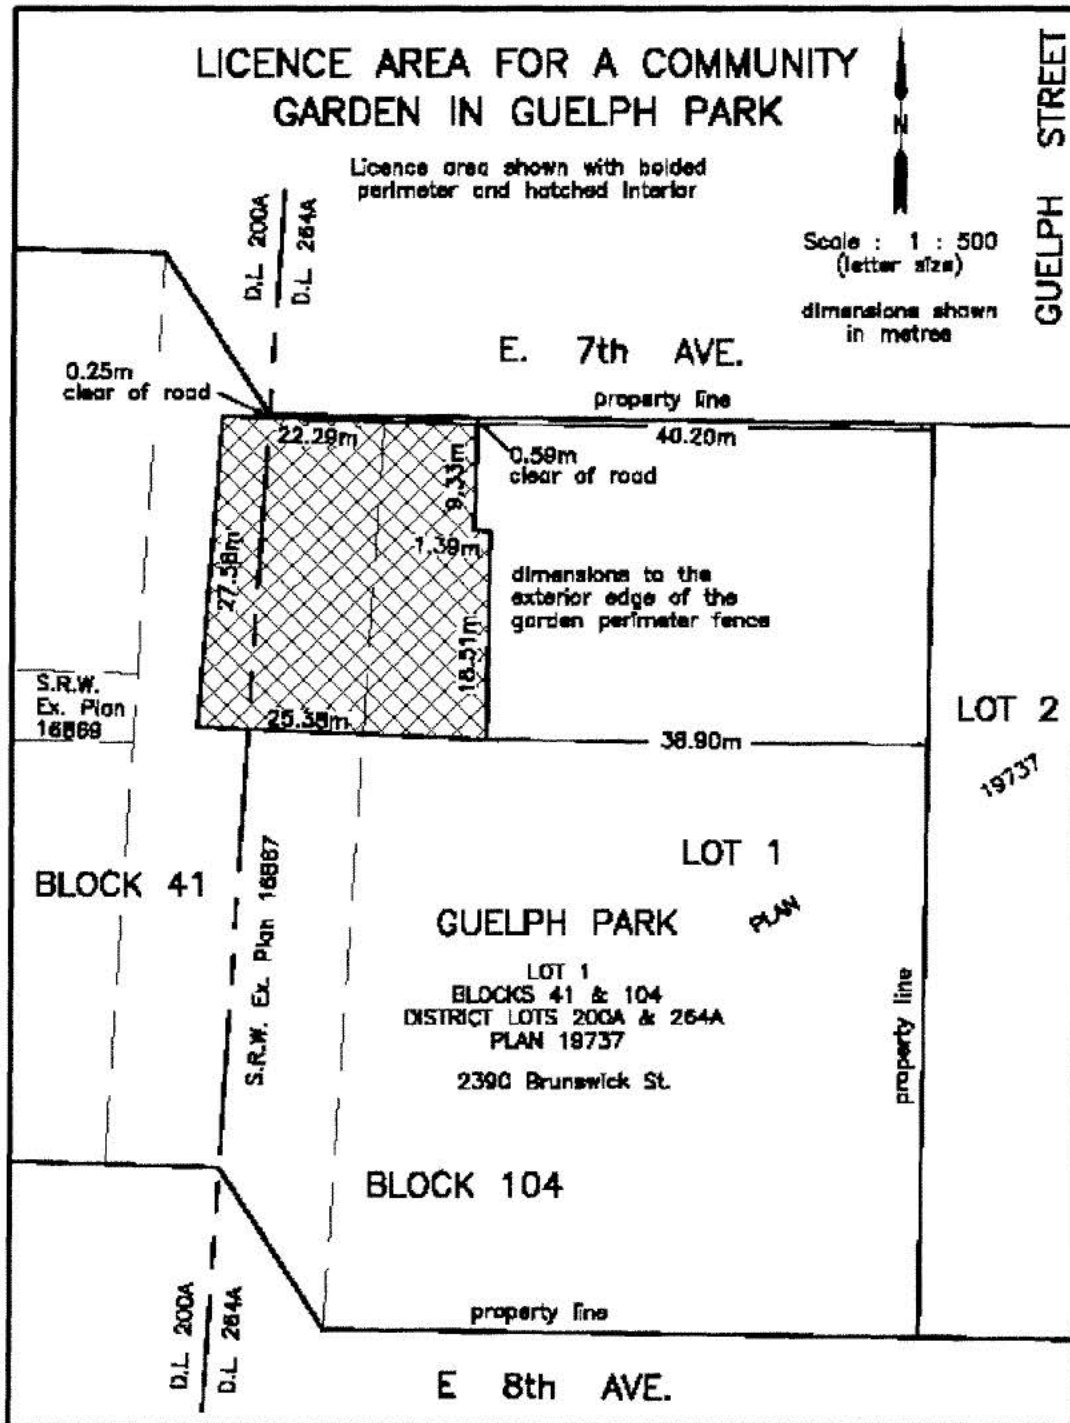 LICENCE AREA FOR A COMMUNITY
GARDEN IN GUELPH PARK
Licence area shown with bolded
perimeter and hatched interior
N
GUELPH STREET
Scale : 1 : 500
(letter size)
dimensions shown
in metres
D.L 200A
D.L 264A
E. 7th AVE.
0.25m
clear of road
property line
22.29m
40.20m
0.59m
clear of road
9.33m
1.39m
27.58m
dimensions to the
exterior edge of the
garden perimeter fence
18.51m
S.R.W.
Ex. Plan
16869
25.38m
38.90m
LOT 2
19737
LOT 1
PLAN
BLOCK 41
S.R.W. Ex. Plan 16867
GUELPH PARK
LOT 1
BLOCKS 41 & 104
DISTRICT LOTS 200A & 264A
PLAN 19737
2390 Brunswick St.
property line
BLOCK 104
property line
D.L 200A
D.L 264A
E 8th AVE.